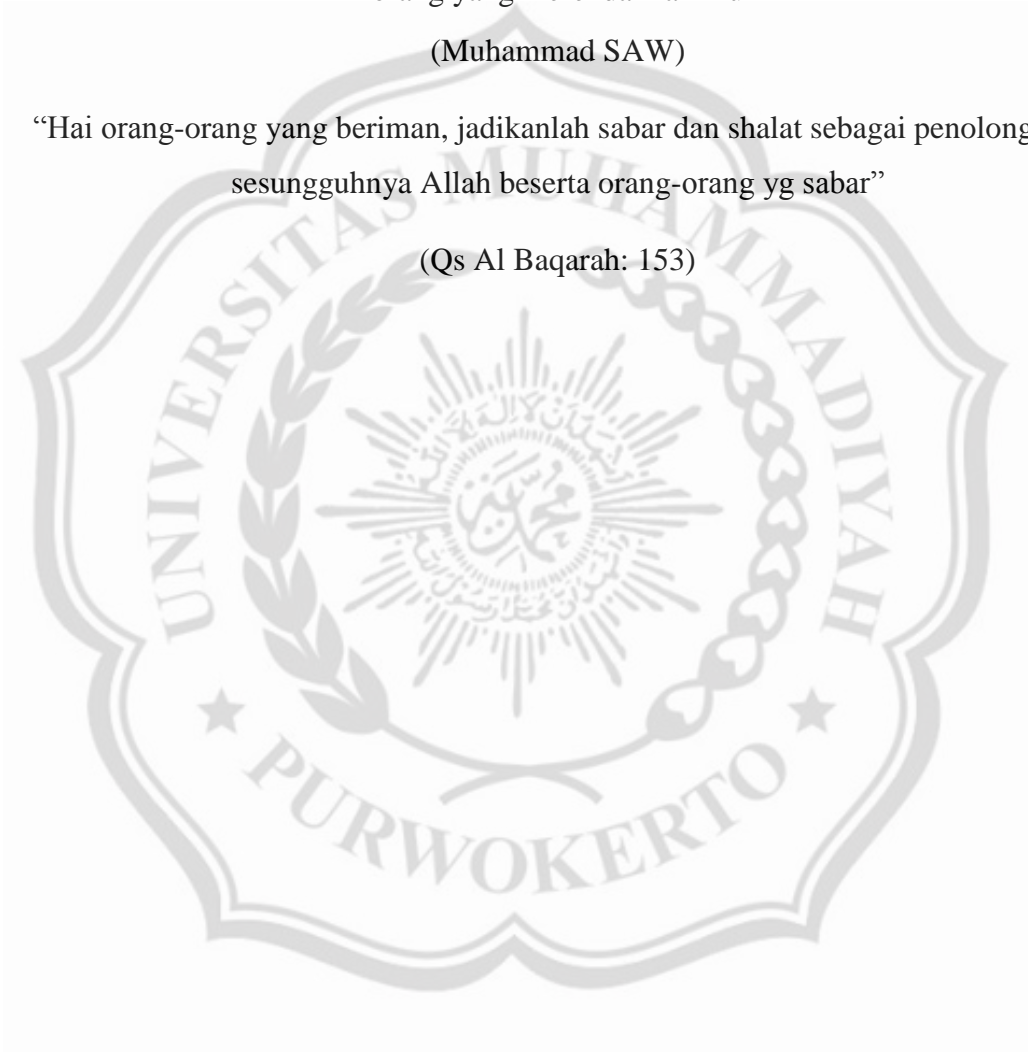 (Muhammad SAW)
“Hai orang-orang yang beriman, jadikanlah sabar dan shalat sebagai penolong
sesungguhnya Allah beserta orang-orang yg sabar”
(Qs Al Baqarah: 153)
UNIVERSITAS MUHAMMADIYAH
PURWOKERTO